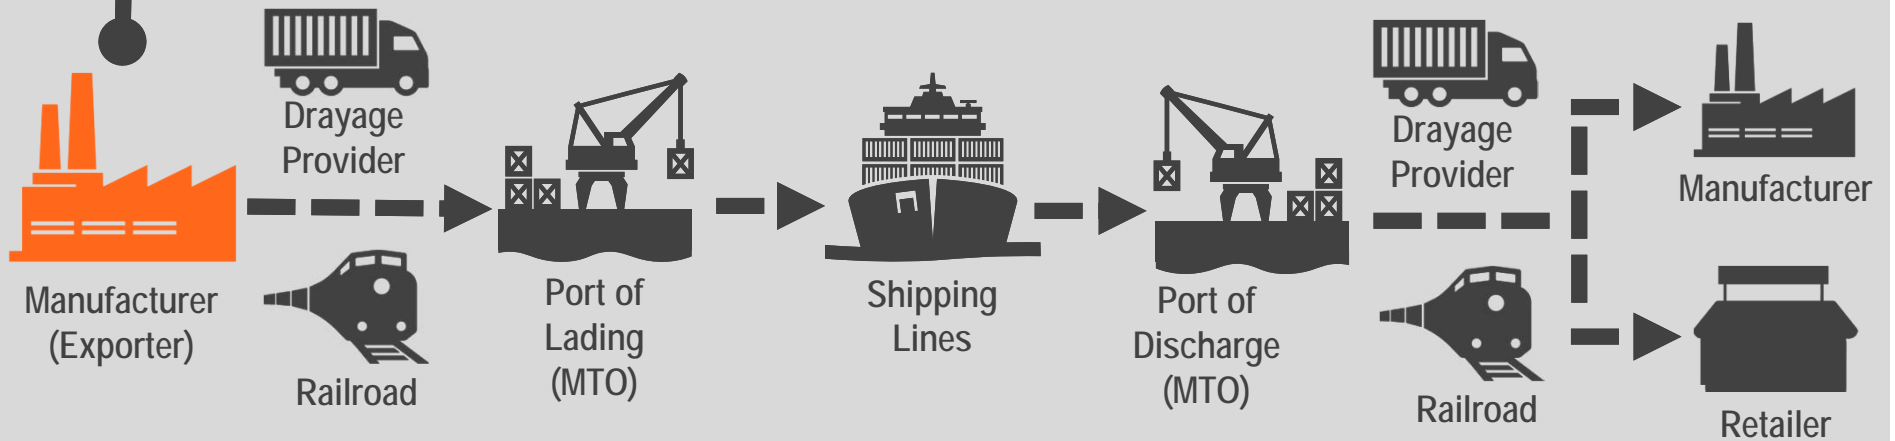 Manufacturer
(Exporter)
Drayage
Provider
Railroad
Port of
Lading
(MTO)
Shipping
Lines
Port of
Discharge
(MTO)
Drayage
Provider
Railroad
Manufacturer
Retailer